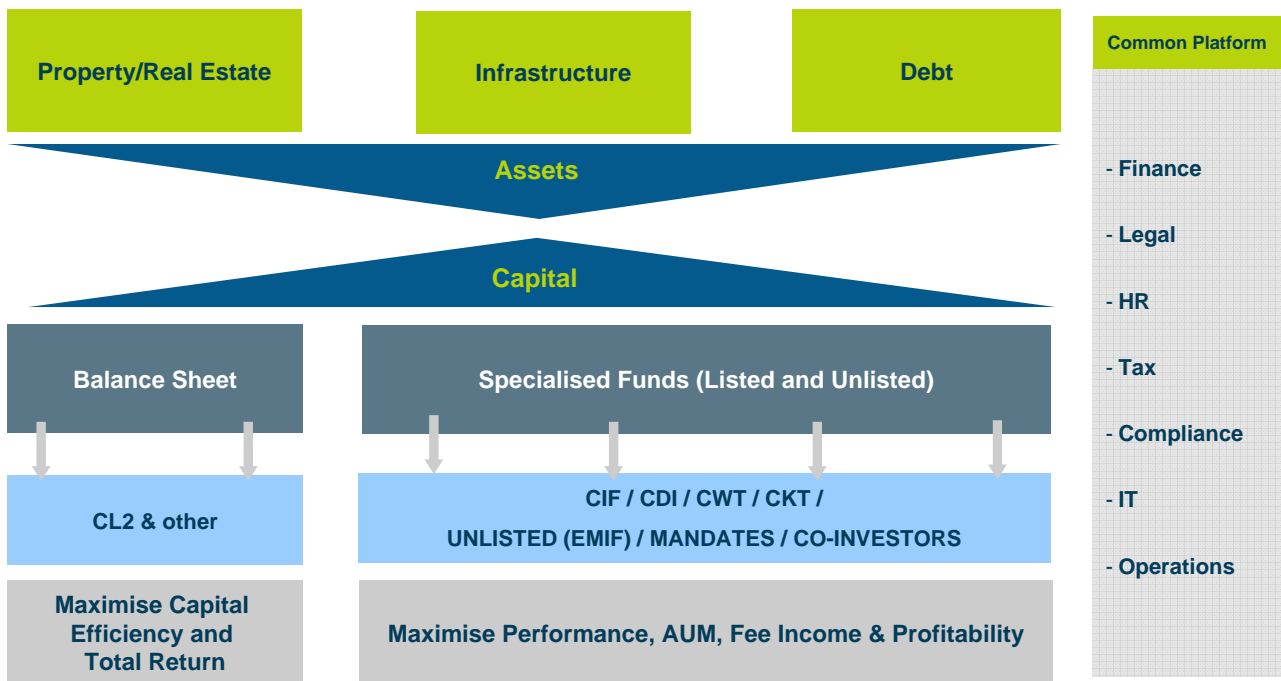 Property/Real Estate
Infrastructure
Debt
Assets
Capital
Balance Sheet
Specialised Funds (Listed and Unlisted)
CL2 & other
CIF / CDI / CWT / CKT /
UNLISTED (EMIF) / MANDATES / CO-INVESTORS
Maximise Capital
Efficiency and
Total Return
Maximise Performance, AUM, Fee Income & Profitability
Common Platform
- Finance
- Legal
- HR
- Tax
- Compliance
- IT
- Operations